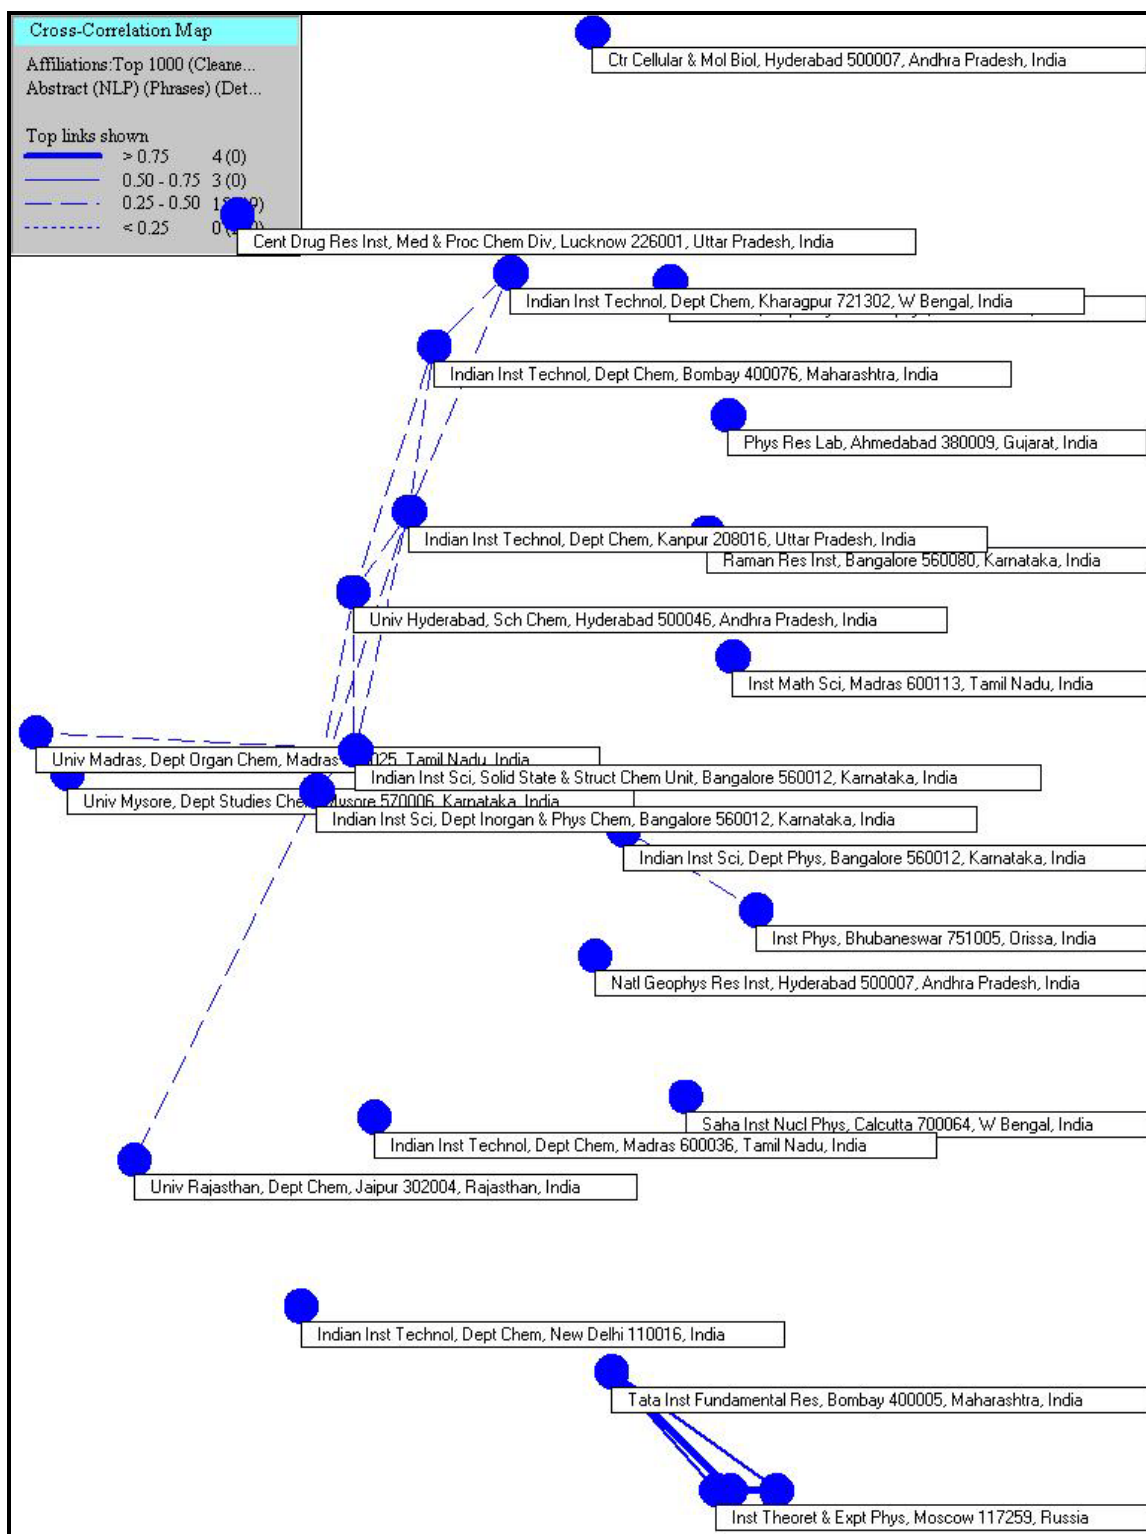 Cross-Correlation Map
Affiliations:Top 1000 (Cleane...
Abstract (NLP) (Phrases) (Det...
Top links shown
> 0.75 4 (0)
0.50 - 0.75 3 (0)
0.25 - 0.50
< 0.25
Ctr Cellular & Mol Biol, Hyderabad 500007, Andhra Pradesh, India
Cent Drug Res Inst, Med & Proc Chem Div, Lucknow 226001, Uttar Pradesh, India
Indian Inst Technol, Dept Chem, Kharagpur 721302, W Bengal, India
Indian Inst Technol, Dept Chem, Bombay 400076, Maharashtra, India
Phys Res Lab, Ahmedabad 380009, Gujarat, India
Indian Inst Technol, Dept Chem, Kanpur 208016, Uttar Pradesh, India
Raman Res Inst, Bangalore 560080, Karnataka, India
Univ Hyderabad, Sch Chem, Hyderabad 500046, Andhra Pradesh, India
Inst Math Sci, Madras 600113, Tamil Nadu, India
Univ Madras, Dept Organ Chem, Madras Tamil Nadu, India
Indian Inst Sci, Solid State & Struct Chem Unit, Bangalore 560012, Karnataka, India
Univ Mysore, Dept Studies Mysore 570006, Karnataka, India
Indian Inst Sci, Dept Inorgan & Phys Chem, Bangalore 560012, Karnataka, India
Indian Inst Sci, Dept Phys, Bangalore 560012, Karnataka, India
Inst Phys, Bhubaneswar 751005, Orissa, India
Natl Geophys Res Inst, Hyderabad 500007, Andhra Pradesh, India
Saha Inst Nucl Phys, Calcutta 700064, W Bengal, India
Indian Inst Technol, Dept Chem, Madras 600036, Tamil Nadu, India
Univ Rajasthan, Dept Chem, Jaipur 302004, Rajasthan, India
Indian Inst Technol, Dept Chem, New Delhi 110016, India
Tata Inst Fundamental Res, Bombay 400005, Maharashtra, India
Inst Theoret & Expt Phys, Moscow 117259, Russia